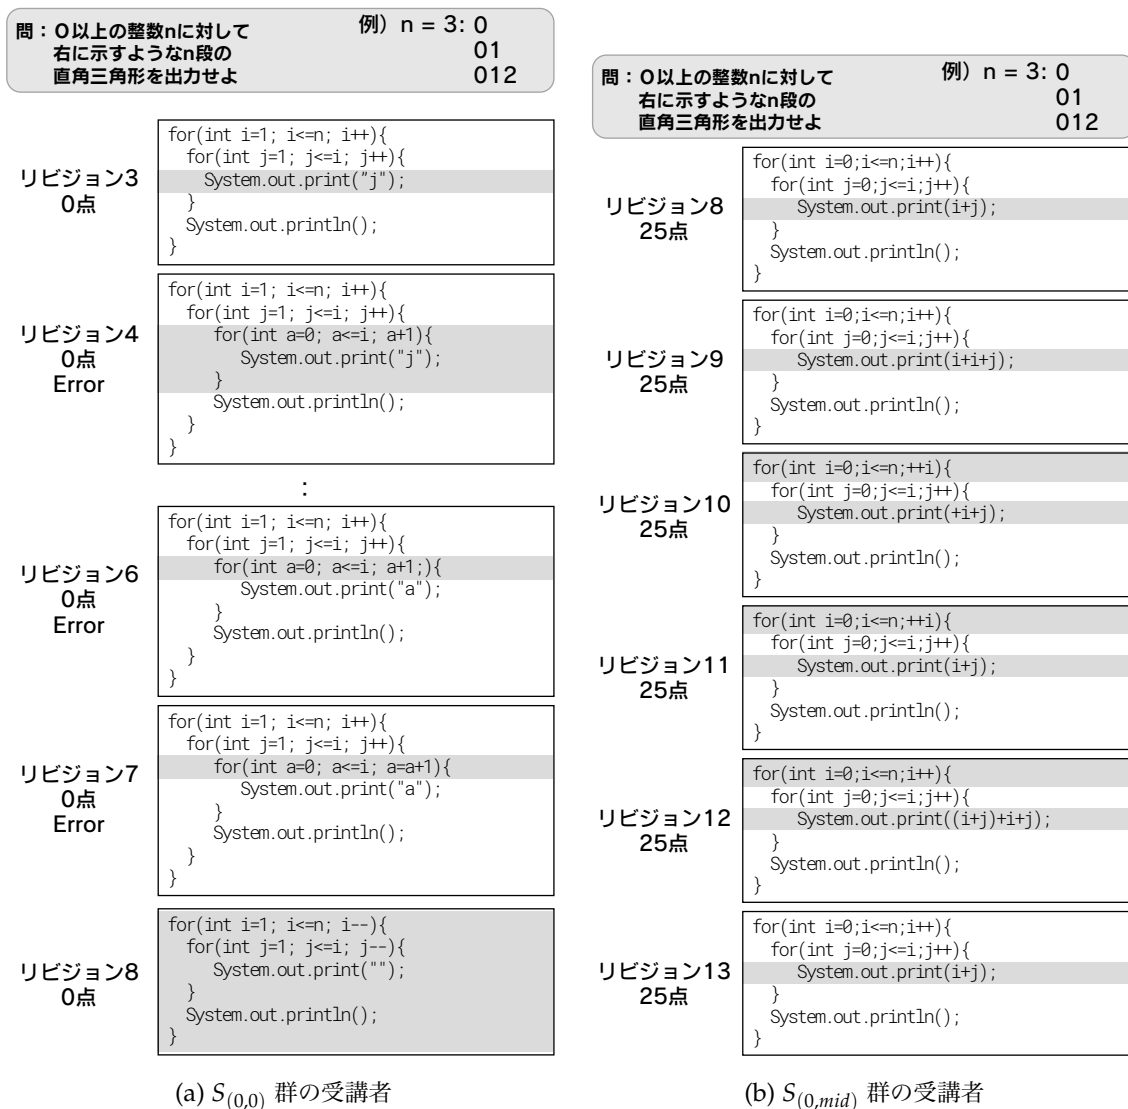 問：０以上の整数nに対して
右に示すようなn段の
直角三角形を出力せよ
例）n = 3: 0
01
012
リビジョン3
0点
for(int i=1; i<=n; i++){
for(int j=1; j<=i; j++){
System.out.print("j");
}
System.out.println();
}
リビジョン4
0点
Error
for(int i=1; i<=n; i++){
for(int j=1; j<=i; j++){
for(int a=0; a<=i; a+1){
System.out.print("j");
}
System.out.println();
}
}
:
リビジョン6
0点
Error
for(int i=1; i<=n; i++){
for(int j=1; j<=i; j++){
for(int a=0; a<=i; a+1;){
System.out.print("a");
}
System.out.println();
}
}
リビジョン7
0点
Error
for(int i=1; i<=n; i++){
for(int j=1; j<=i; j++){
for(int a=0; a<=i; a=a+1){
System.out.print("a");
}
System.out.println();
}
}
リビジョン8
0点
for(int i=1; i<=n; i--){
for(int j=1; j<=i; j--){
System.out.print("");
}
System.out.println();
}
(a) S(0,0) 群の受講者
問：０以上の整数nに対して
右に示すようなn段の
直角三角形を出力せよ
例）n = 3: 0
01
012
リビジョン8
25点
for(int i=0;i<=n;i++){
for(int j=0;j<=i;j++){
System.out.print(i+j);
}
System.out.println();
}
リビジョン9
25点
for(int i=0;i<=n;i++){
for(int j=0;j<=i;j++){
System.out.print(i+i+j);
}
System.out.println();
}
リビジョン10
25点
for(int i=0;i<=n;++i){
for(int j=0;j<=i;j++){
System.out.print(+i+j);
}
System.out.println();
}
リビジョン11
25点
for(int i=0;i<=n;++i){
for(int j=0;j<=i;j++){
System.out.print(i+j);
}
System.out.println();
}
リビジョン12
25点
for(int i=0;i<=n;i++){
for(int j=0;j<=i;j++){
System.out.print((i+j)+i+j);
}
System.out.println();
}
リビジョン13
25点
for(int i=0;i<=n;i++){
for(int j=0;j<=i;j++){
System.out.print(i+j);
}
System.out.println();
}
(b) S(0,mid) 群の受講者